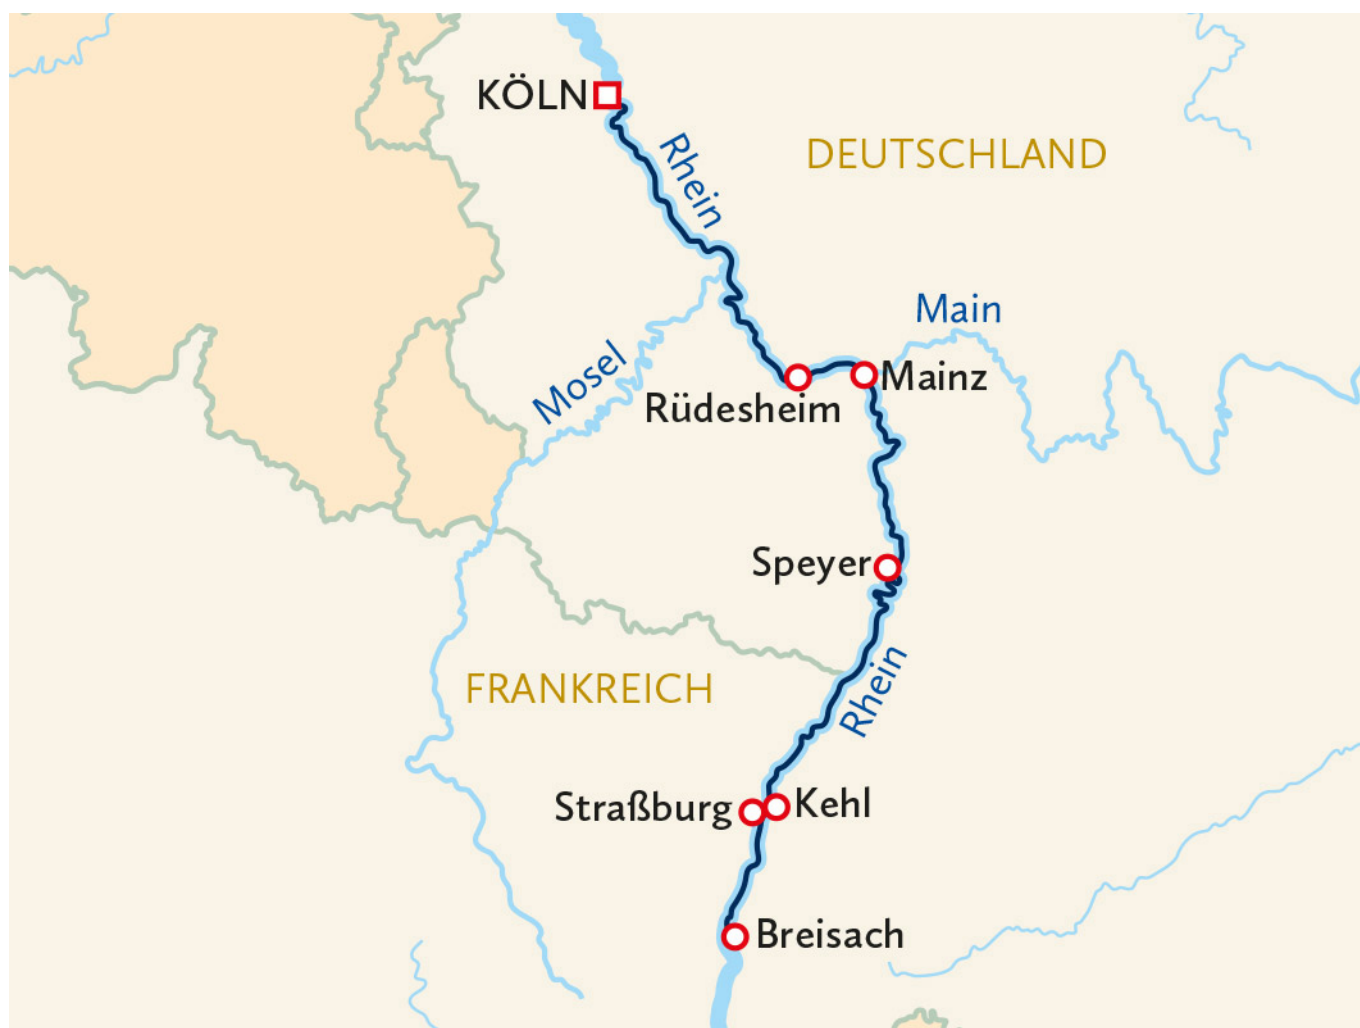 KÖLN
Rhein
DEUTSCHLAND
Main
Mosel
Mainz
Rüdesheim
Speyer
Rhein
FRANKREICH
Straßburg
Kehl
Breisach